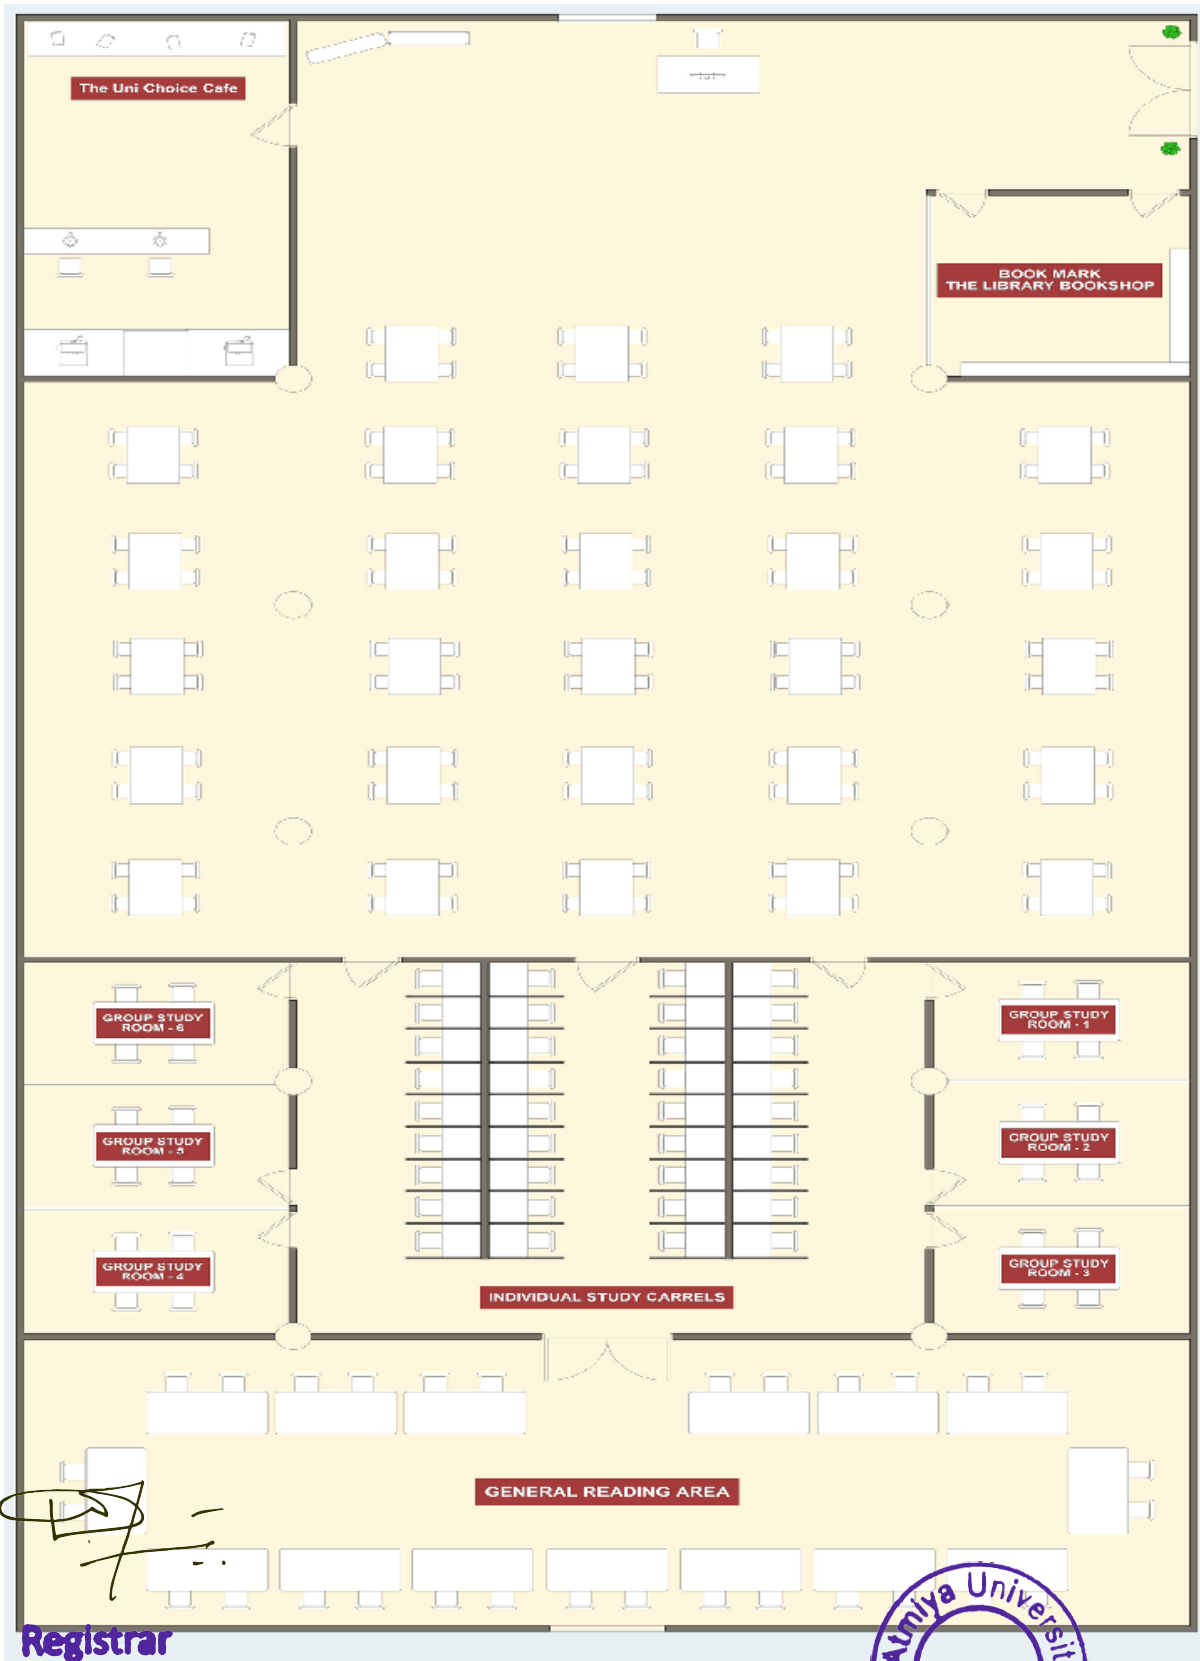 The Uni Choice Cafe
BOOK MARK
THE LIBRARY BOOKSHOP
GROUP STUDY
ROOM - 6
GROUP STUDY
ROOM - 1
GROUP STUDY
ROOM - 5
GROUP STUDY
ROOM - 2
GROUP STUDY
ROOM - 4
GROUP STUDY
ROOM - 3
INDIVIDUAL STUDY CARRELS
GENERAL READING AREA
Registrar
Atmiya Universit